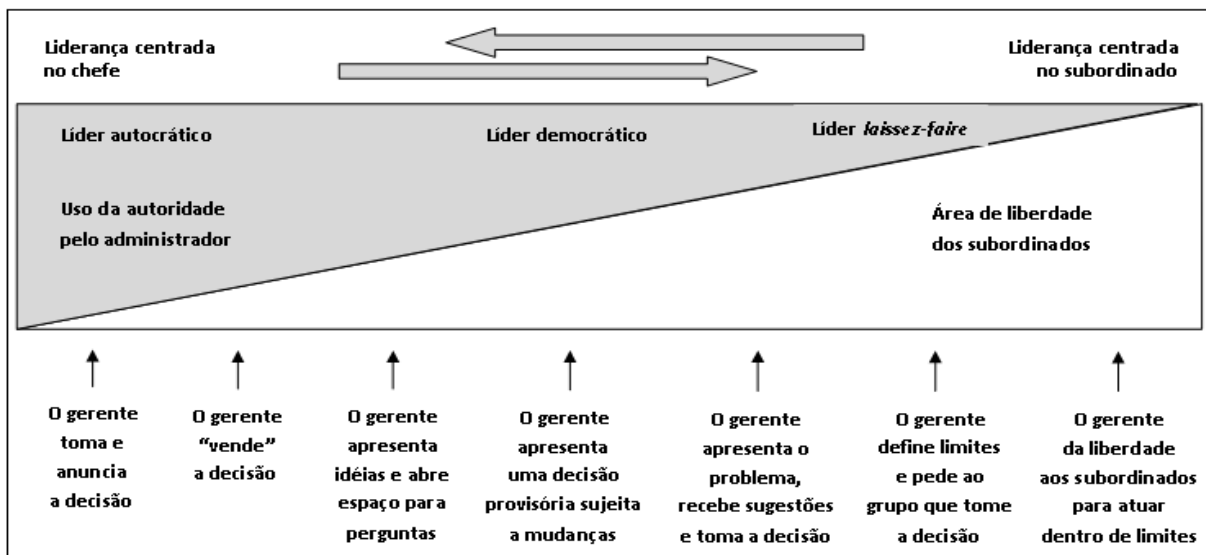 Liderança centrada
no chefe
Liderança centrada
no subordinado
Líder autocrático
Líder democrático
Líder laissez-faire
Uso da autoridade
pelo administrador
Área de liberdade
dos subordinados
O gerente
toma e
anuncia
a decisão
O gerente
“vende”
a decisão
O gerente
apresenta
idéias e abre
espaço para
perguntas
O gerente
apresenta
uma decisão
provisória sujeita
a mudanças
O gerente
apresenta o
problema,
recebe sugestões
e toma a decisão
O gerente
define limites
e pede ao
grupo que tome
a decisão
O gerente
da liberdade
aos subordinados
para atuar
dentro de limites